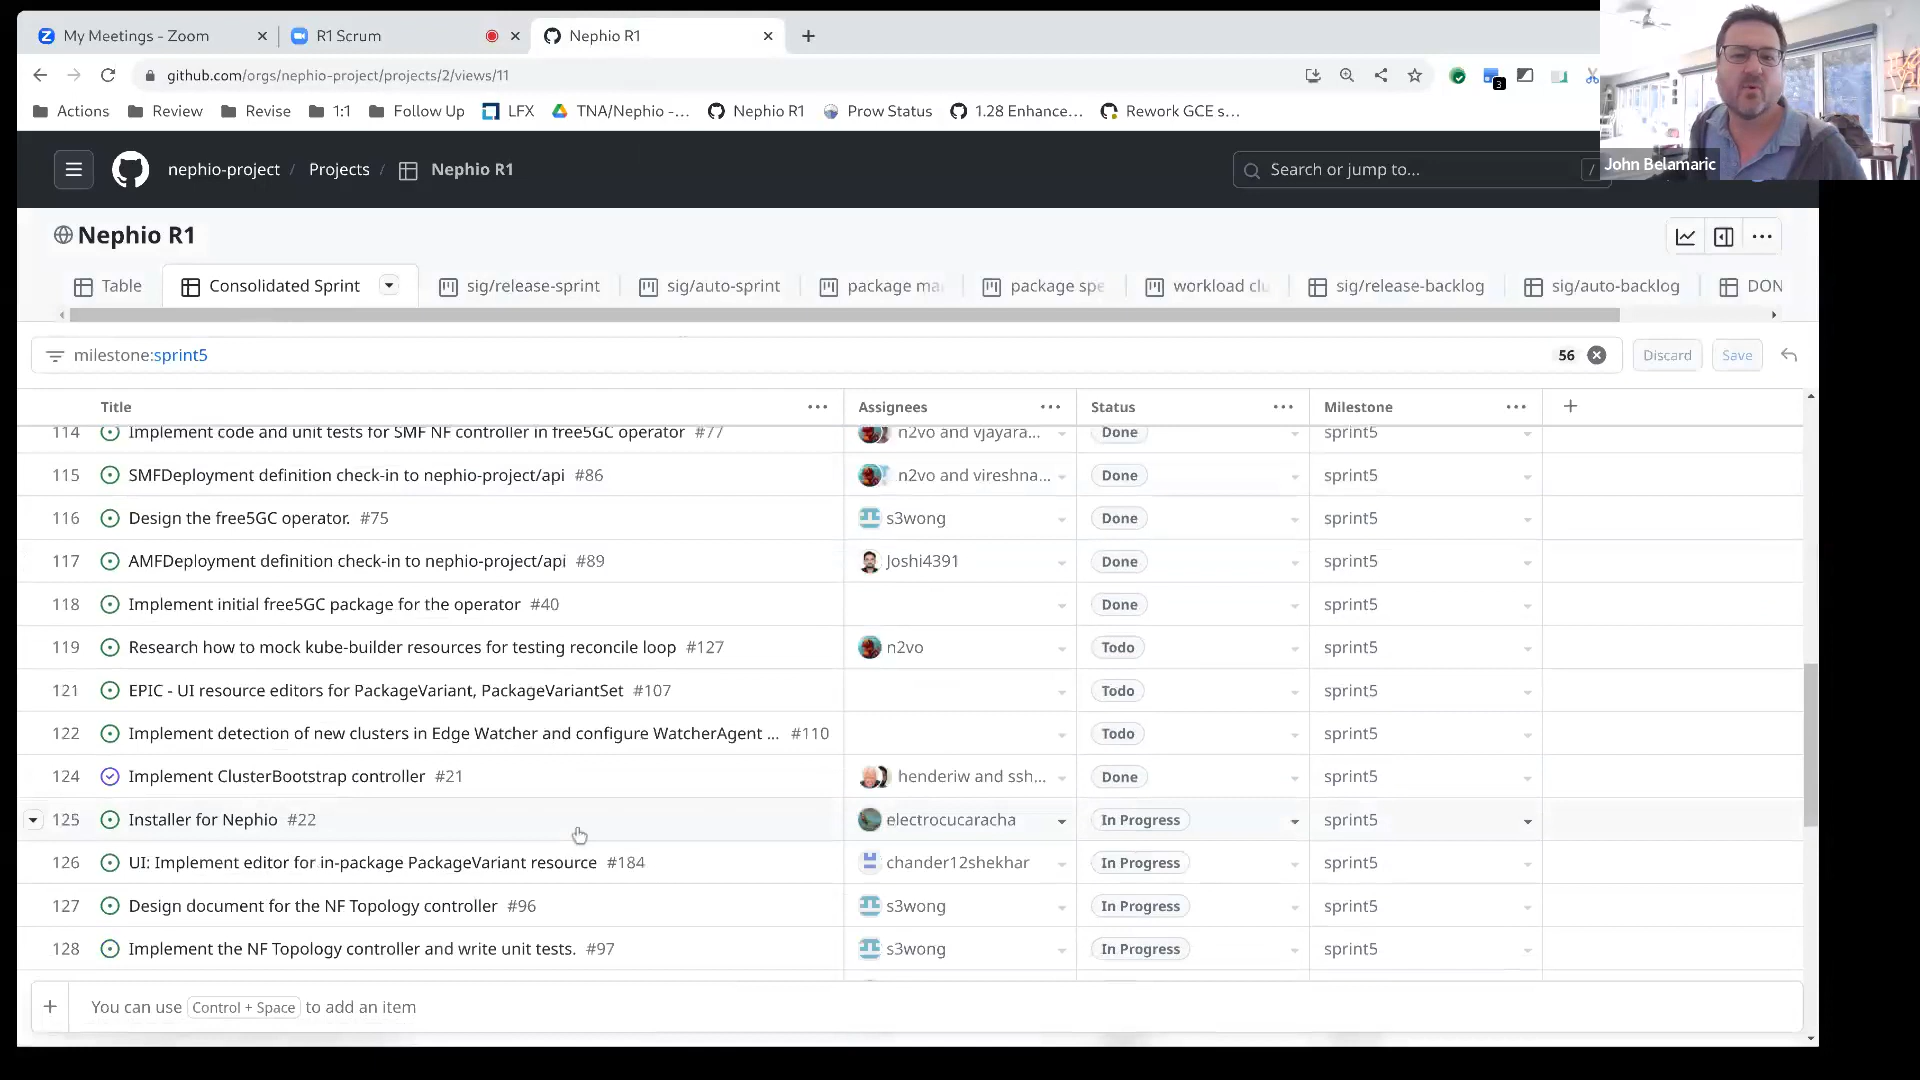 My Meetings - Zoom
R1 Scrum
Nephio R1
github.com/orgs/nephio-project/projects/2/views/11
3
Actions
Review
Revise
1:1
Follow Up
LFX
TNA/Nephio -...
Nephio R1
Prow Status
1.28 Enhance...
Rework GCE s...
John Belamaric
nephio-project / Projects / Nephio R1
Search or jump to...
/
Nephio R1
Table
Consolidated Sprint
sig/release-sprint
sig/auto-sprint
package ma
package spe
workload clu
sig/release-backlog
sig/auto-backlog
DON
milestone:sprint5
56
Discard
Save
Title Assignees Status Milestone
114 Implement code and unit tests for SMF NF controller in free5GC operator #77 n2vo and vjayara... Done sprint5
115 SMFDeployment definition check-in to nephio-project/api #86 n2vo and vireshna... Done sprint5
116 Design the free5GC operator. #75 s3wong Done sprint5
117 AMFDeployment definition check-in to nephio-project/api #89 Joshi4391 Done sprint5
118 Implement initial free5GC package for the operator #40 Done sprint5
119 Research how to mock kube-builder resources for testing reconcile loop #127 n2vo Todo sprint5
121 EPIC - UI resource editors for PackageVariant, PackageVariantSet #107 Todo sprint5
122 Implement detection of new clusters in Edge Watcher and configure WatcherAgent ... #110 Todo sprint5
124 Implement ClusterBootstrap controller #21 henderiw and ssh... Done sprint5
125 Installer for Nephio #22 electrocucaracha In Progress sprint5
126 UI: Implement editor for in-package PackageVariant resource #184 chander12shekhar In Progress sprint5
127 Design document for the NF Topology controller #96 s3wong In Progress sprint5
128 Implement the NF Topology controller and write unit tests. #97 s3wong In Progress sprint5
You can use Control + Space to add an item